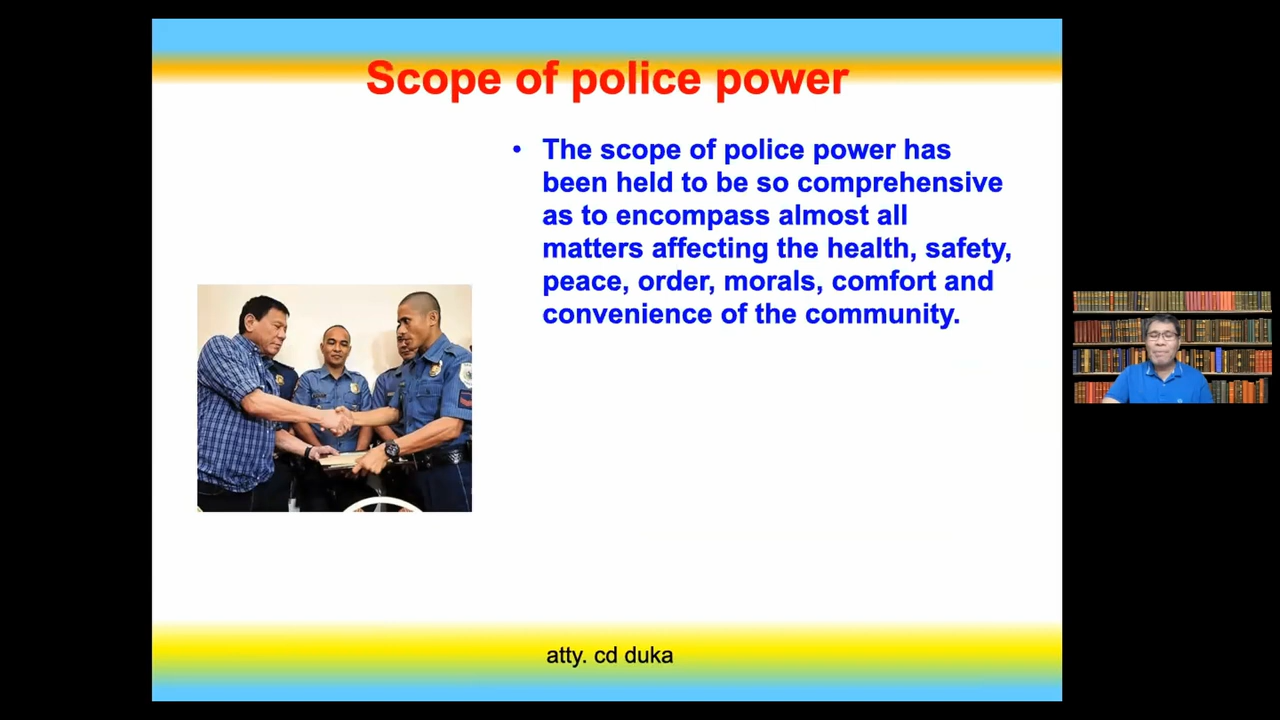 Scope of police power
• The scope of police power has
been held to be so comprehensive
as to encompass almost all
matters affecting the health, safety,
peace, order, morals, comfort and
convenience of the community.
atty. cd duka